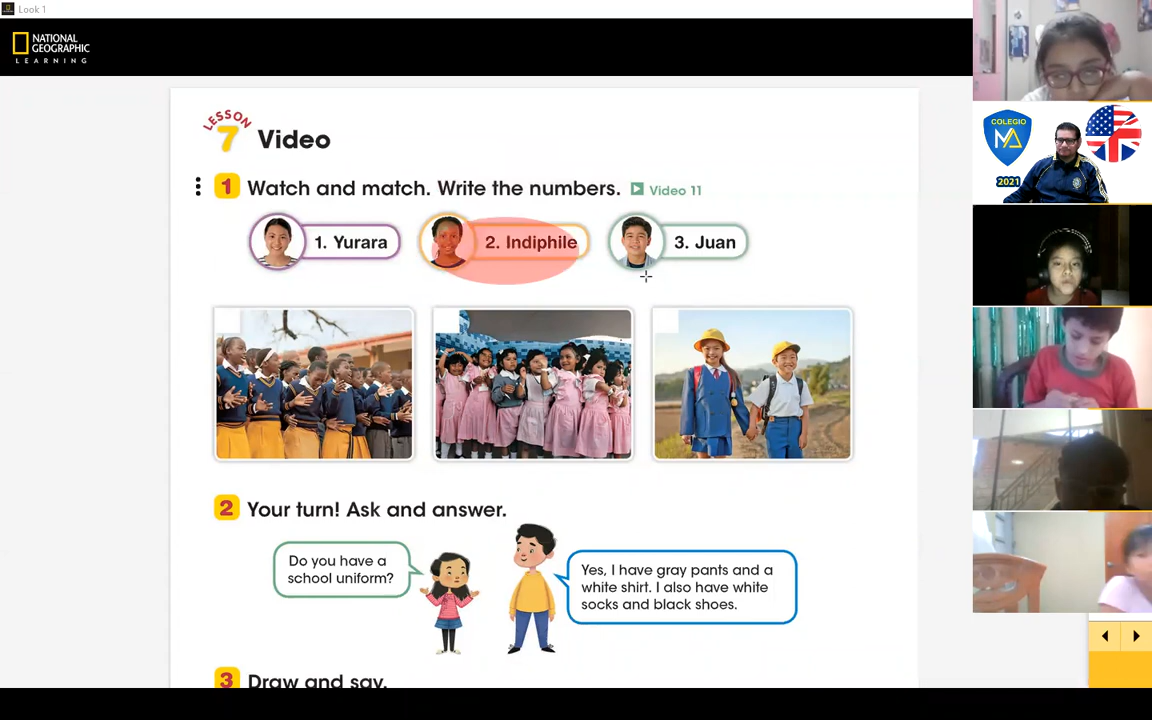 Look 1
NATIONAL
GEOGRAPHIC
LEARNING
LESSON
7 Video
1 Watch and match. Write the numbers. Video 11
1. Yurara
2. Indiphile
3. Juan
2 Your turn! Ask and answer.
Do you have a
school uniform?
Yes, I have gray pants and a
white shirt. I also have white
socks and black shoes.
3 Draw and say.
COLEGIO
MA
2021